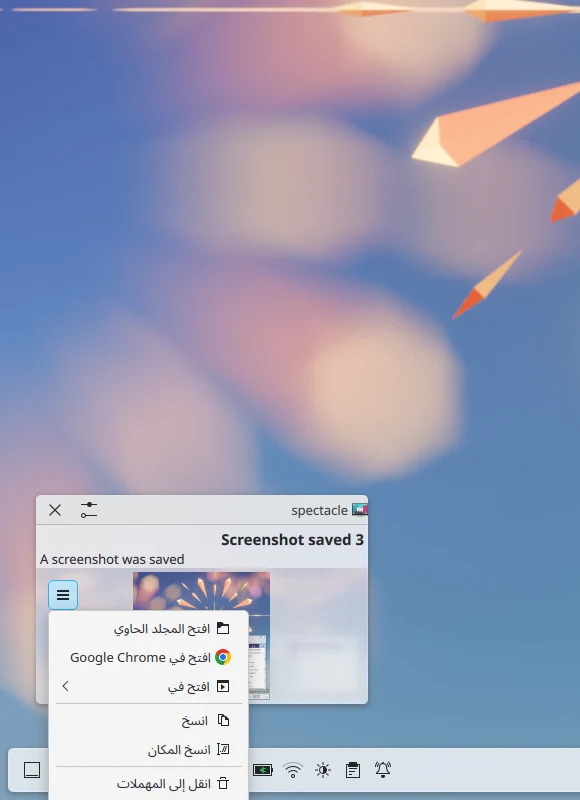 spectacle
Screenshot saved 3
A screenshot was saved
افتح المجلد الحاوي
افتح في Google Chrome
افتح في
انسخ
انسخ المكان
انقل إلى المهملات